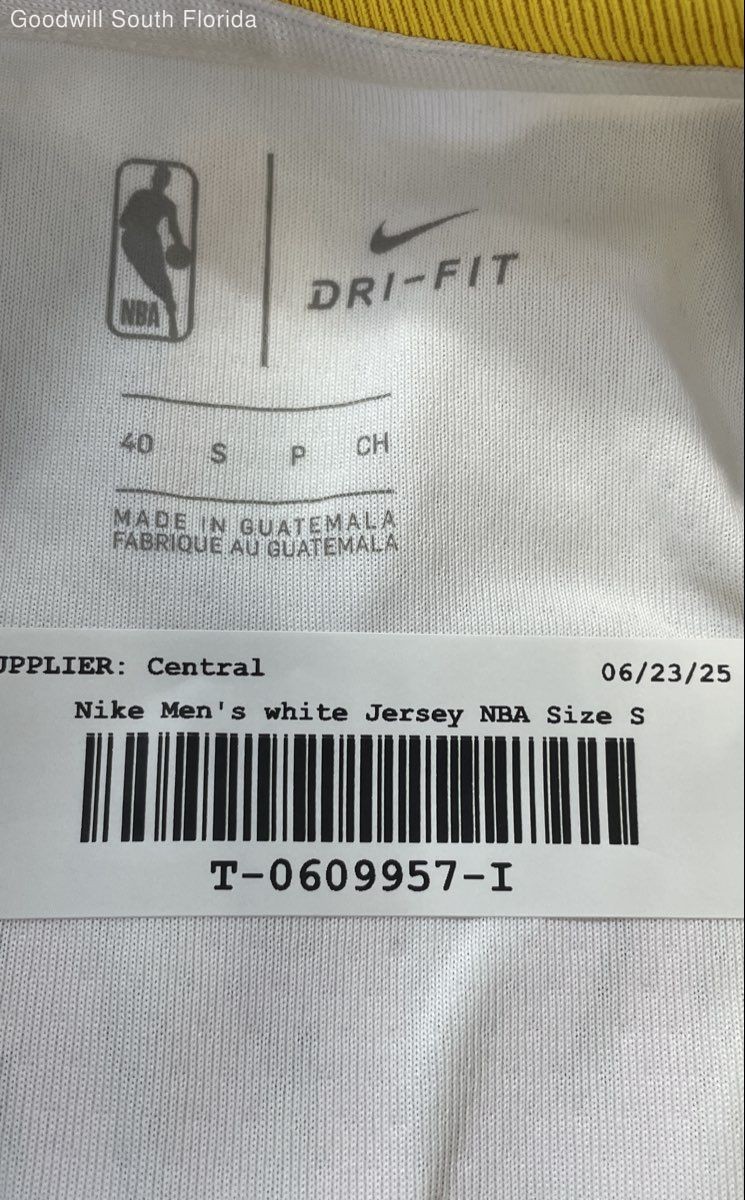 Goodwill South Florida
NBA
DRI-FIT
40 S P CH
MADE IN GUATEMALA
FABRIQUE AU GUATEMALA
UPPLIER: Central 06/23/25
Nike Men's white Jersey NBA Size S
T-0609957-I